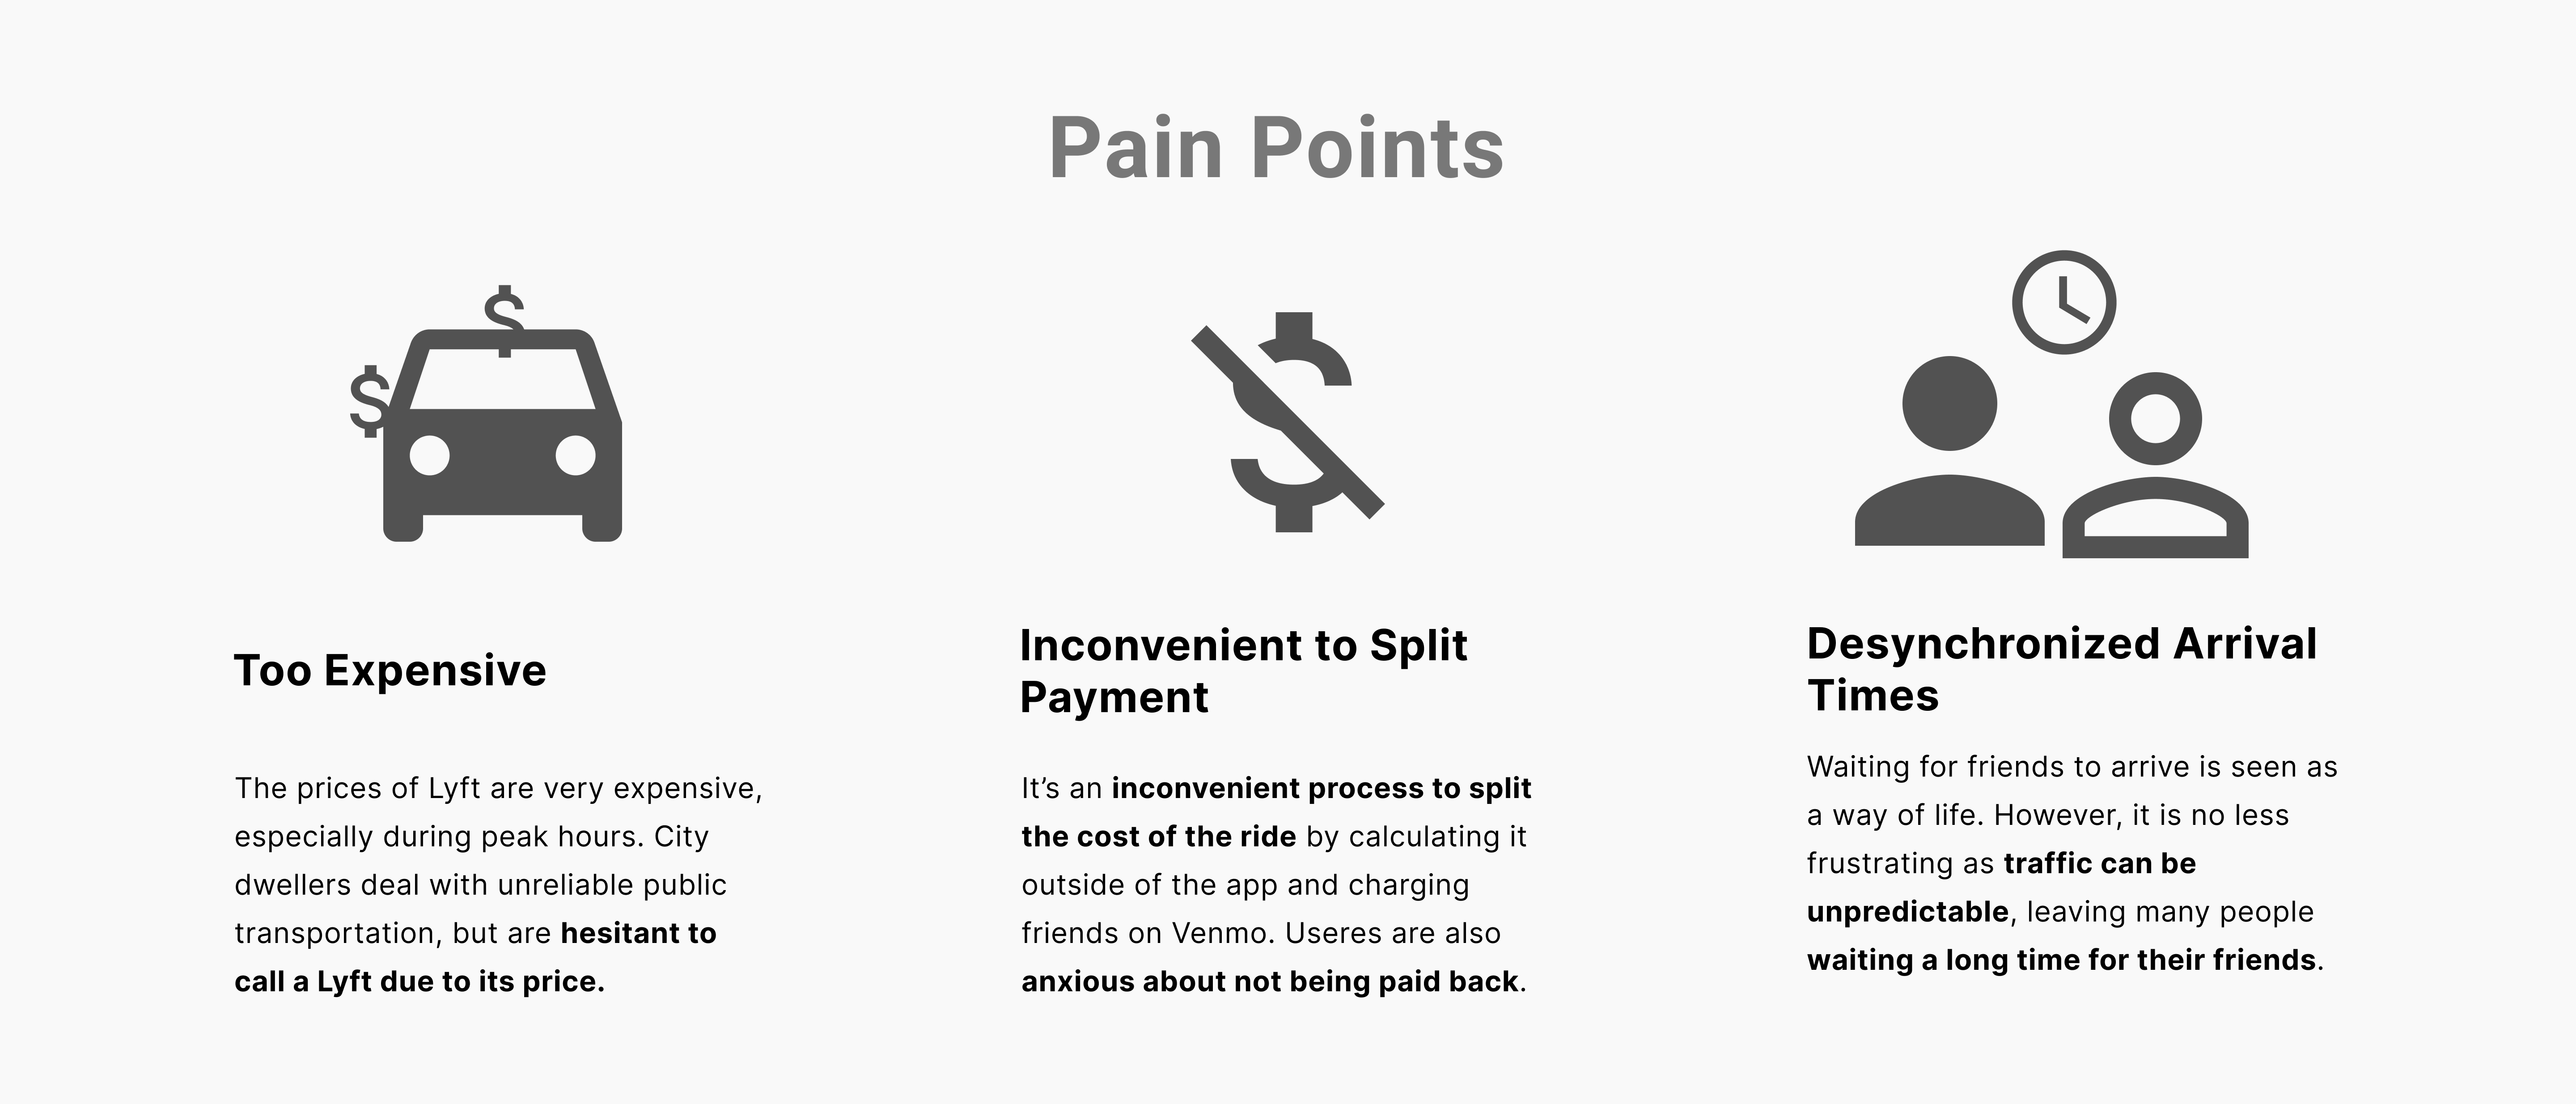 Pain Points
Too Expensive
The prices of Lyft are very expensive,
especially during peak hours. City
dwellers deal with unreliable public
transportation, but are hesitant to
call a Lyft due to its price.
Inconvenient to Split
Payment
It’s an inconvenient process to split
the cost of the ride by calculating it
outside of the app and charging
friends on Venmo. Useres are also
anxious about not being paid back.
Desynchronized Arrival
Times
Waiting for friends to arrive is seen as
a way of life. However, it is no less
frustrating as traffic can be
unpredictable, leaving many people
waiting a long time for their friends.